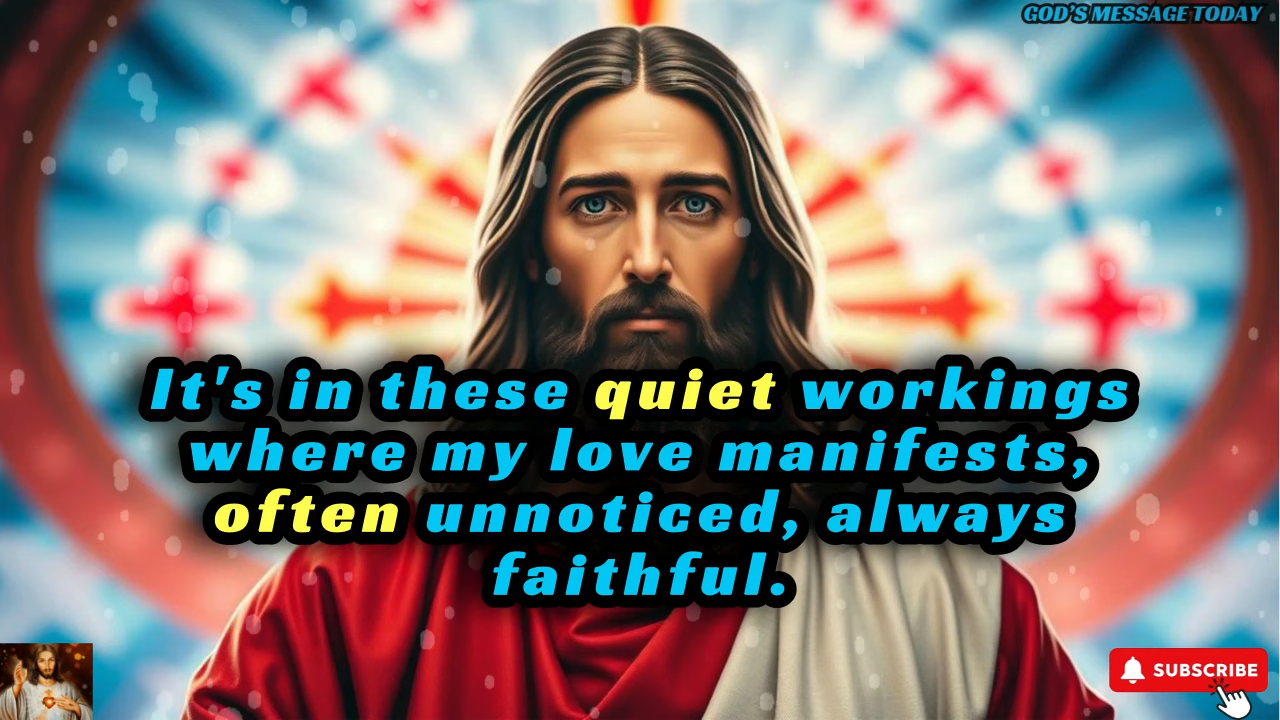 GOD'S MESSAGE TODAY
It's in these quiet workings
where my love manifests,
often unnoticed, always
faithful.
SUBSCRIBE